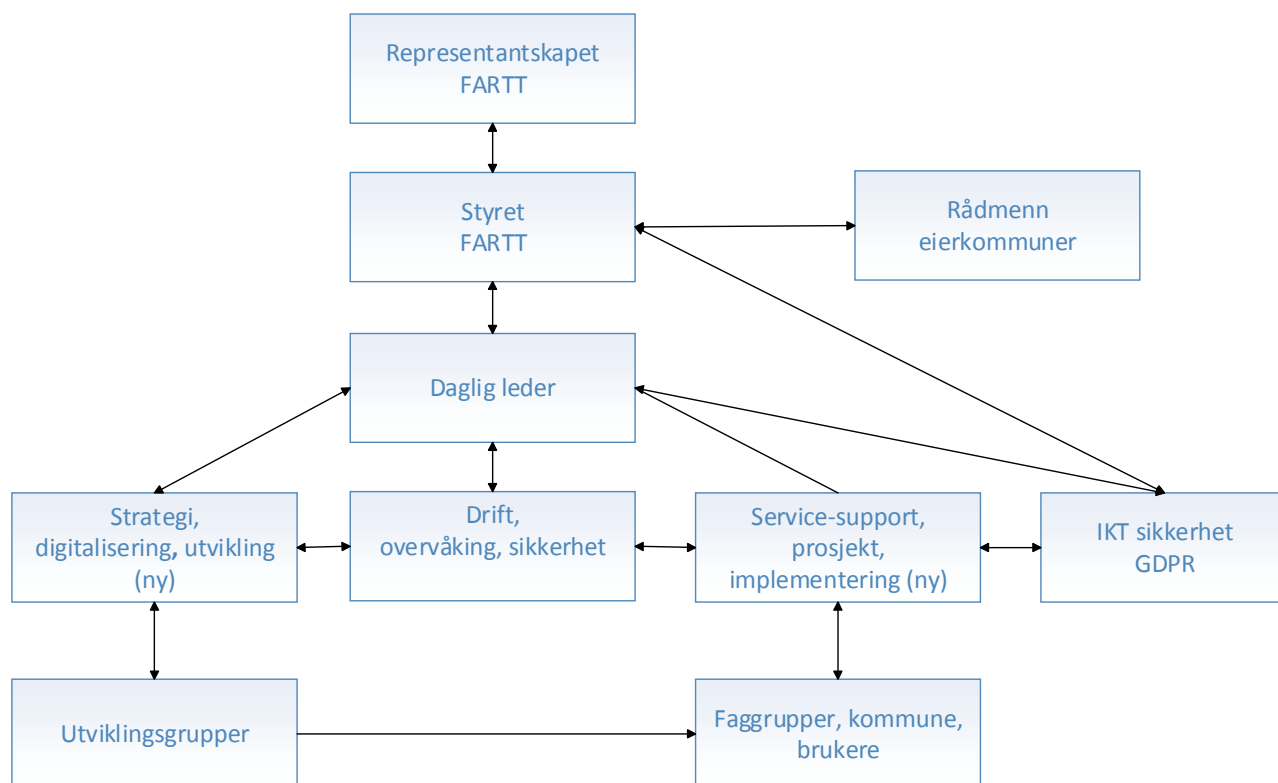 Representantskapet
FARTT
Styret
FARTT
Rådmenn
eierkommuner
Daglig leder
Strategi,
digitalisering, utvikling
(ny)
Drift,
overvåking, sikkerhet
Service-support,
prosjekt,
implementering (ny)
IKT sikkerhet
GDPR
Utviklingsgrupper
Faggrupper, kommune,
brukere